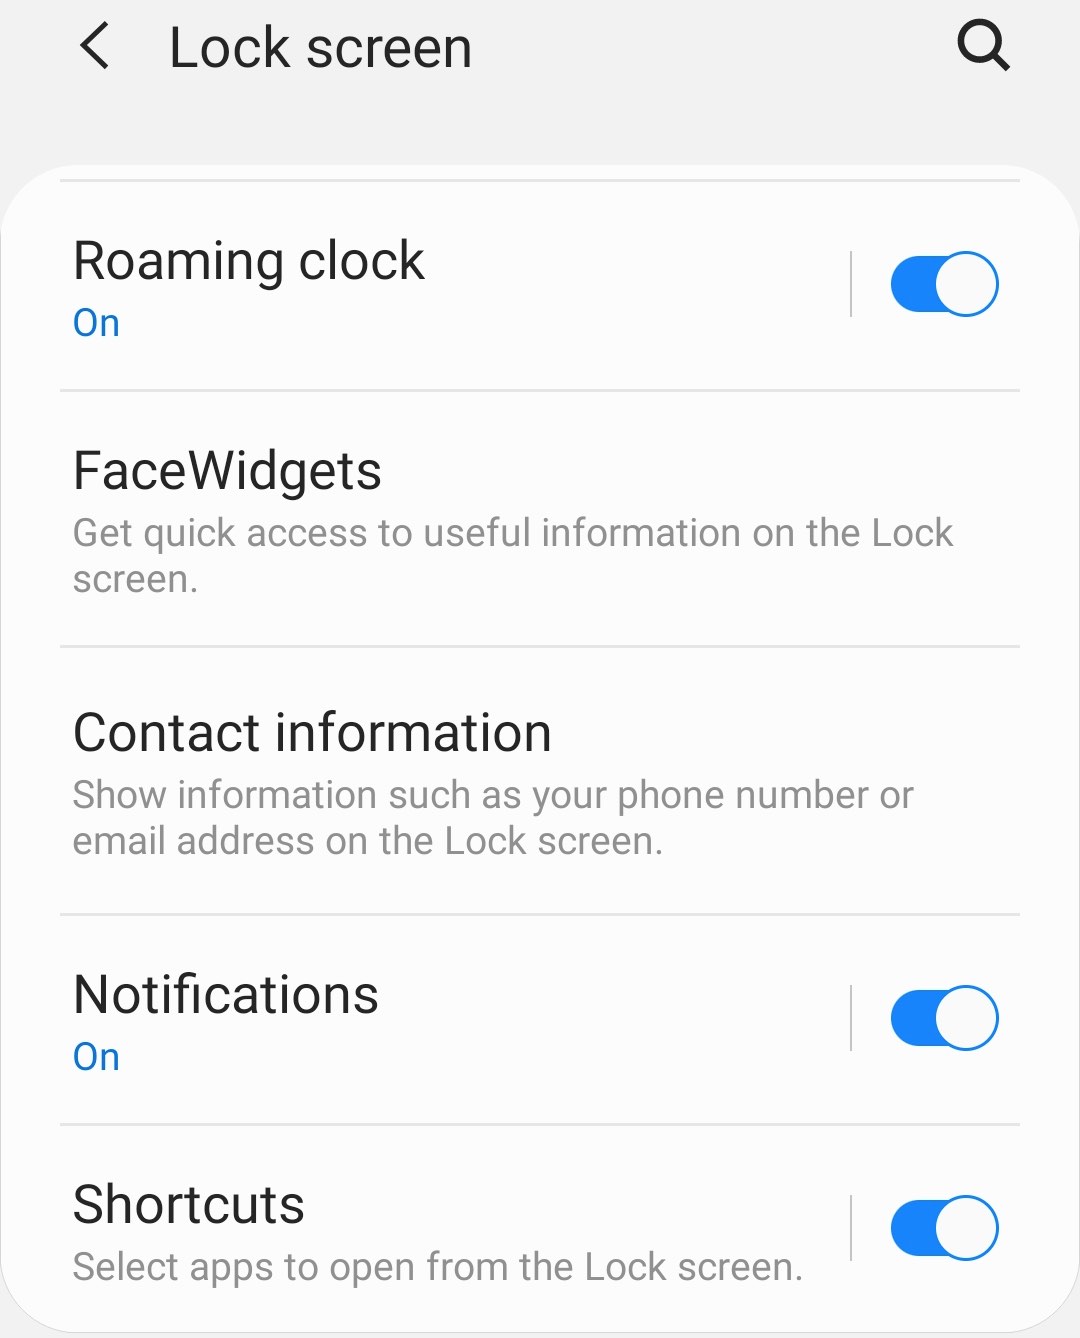 Lock screen
Roaming clock
On
FaceWidgets
Get quick access to useful information on the Lock
screen.
Contact information
Show information such as your phone number or
email address on the Lock screen.
Notifications
On
Shortcuts
Select apps to open from the Lock screen.